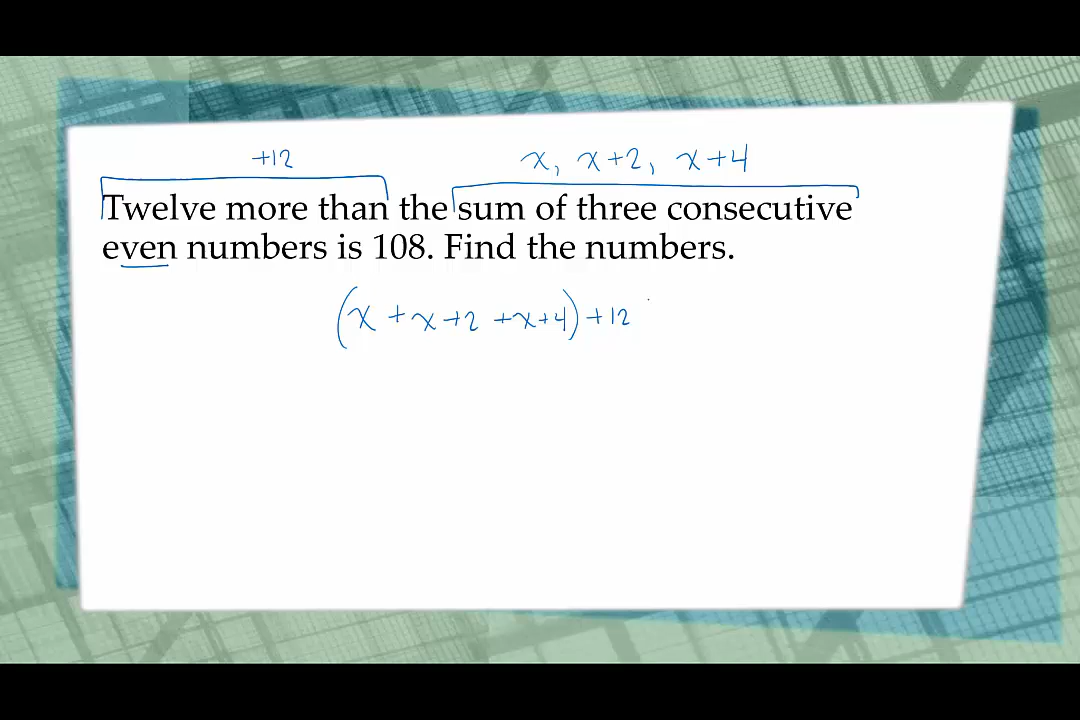 +12 x, x+2, x+4
Twelve more than the sum of three consecutive
even numbers is 108. Find the numbers.
(x + x + 2 + x + 4) + 12